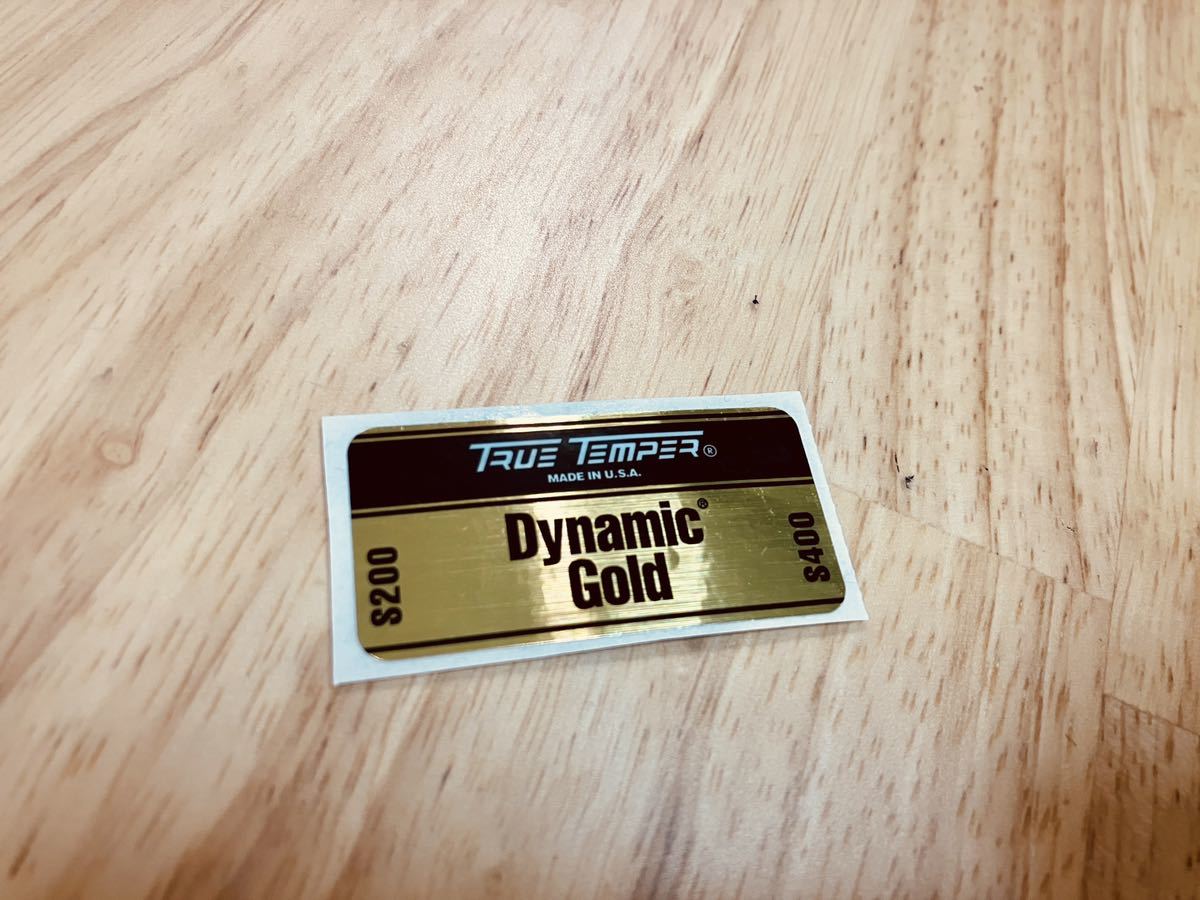 TRUE TEMPER®
MADE IN U.S.A.
Dynamic®
Gold
S200
S400